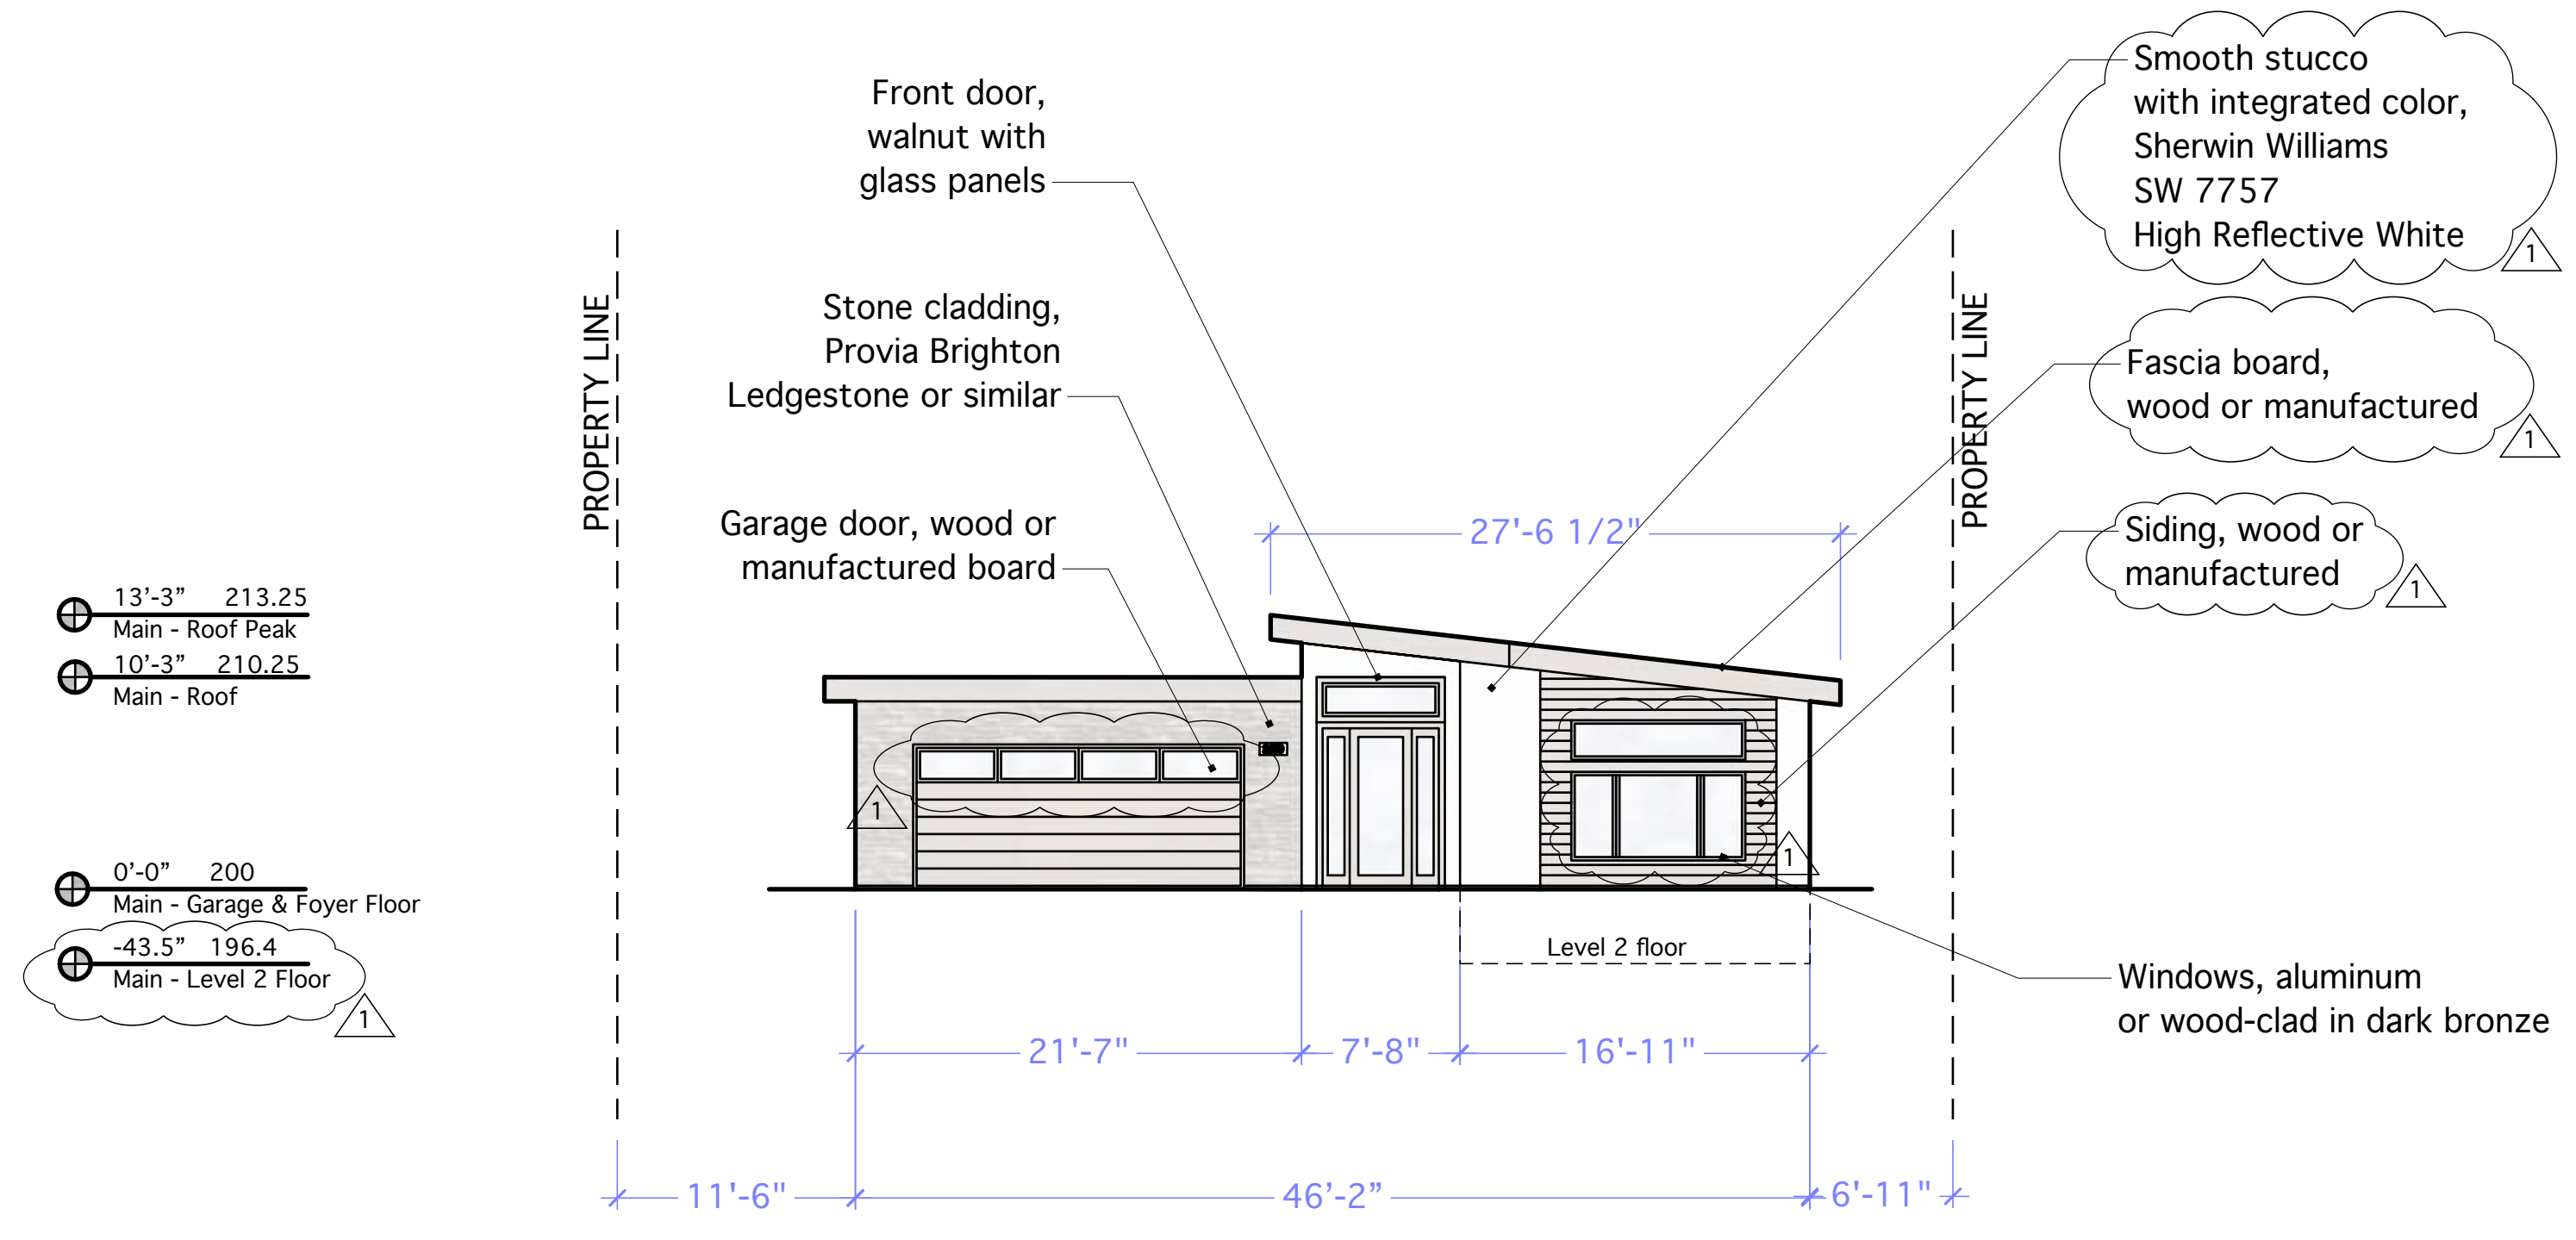 Front door,
walnut with
glass panels
Stone cladding,
Provia Brighton
Ledgestone or similar
Garage door, wood or
manufactured board
Smooth stucco
with integrated color,
Sherwin Williams
SW 7757
High Reflective White
1
Fascia board,
wood or manufactured
1
Siding, wood or
manufactured
1
PROPERTY LINE
PROPERTY LINE
27'-6 1/2"
13’-3” 213.25
Main - Roof Peak
10’-3” 210.25
Main - Roof
0’-0” 200
Main - Garage & Foyer Floor
-43.5” 196.4
Main - Level 2 Floor
1
1
1
Level 2 floor
Windows, aluminum
or wood-clad in dark bronze
21'-7" 7'-8" 16'-11"
11'-6" 46’-2” 6'-11"